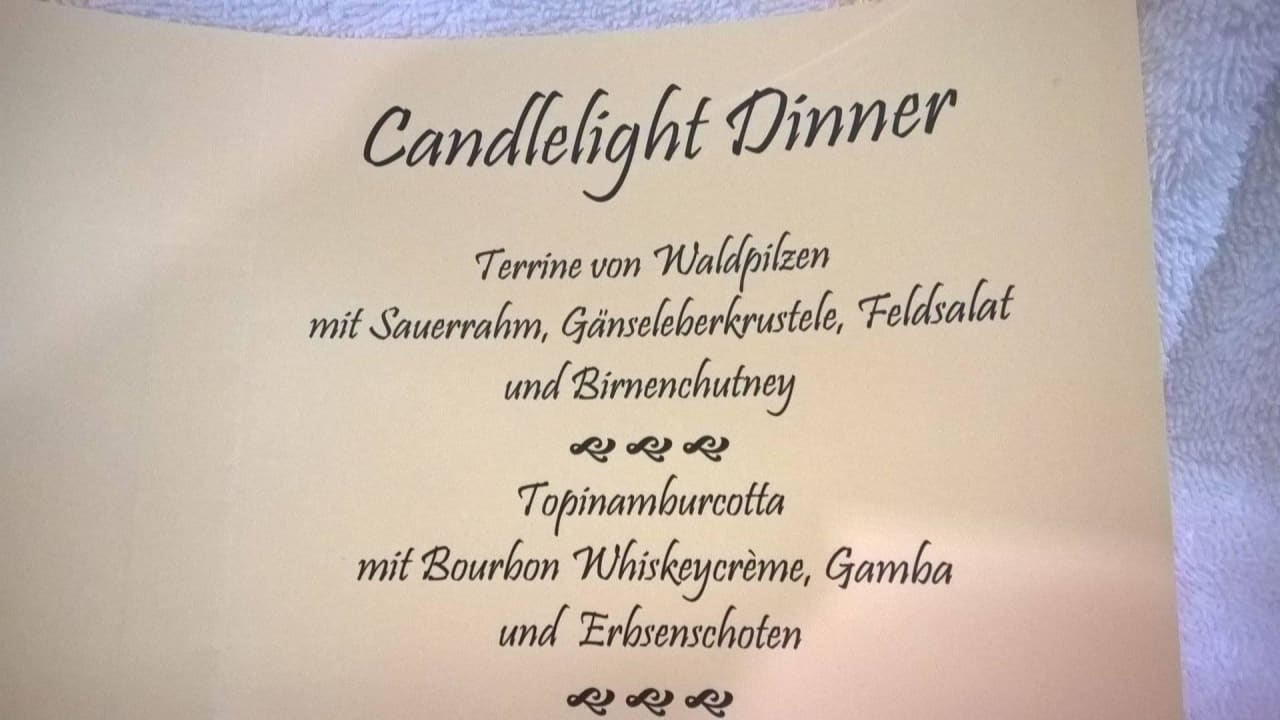 Candlelight Dinner
Terrine von Waldpilzen
mit Sauerrahm, Gänseleberkrustele, Feldsalat
und Birnenchutney
Topinamburcotta
mit Bourbon Whiskeycrème, Gamba
und Erbsenschoten